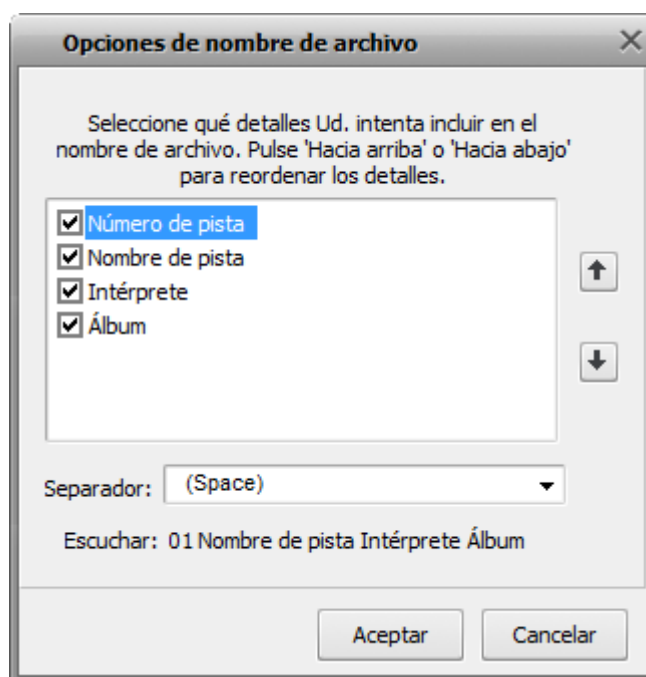 Opciones de nombre de archivo
Seleccione qué detalles Ud. intenta incluir en el
nombre de archivo. Pulse 'Hacia arriba' o 'Hacia abajo'
para reordenar los detalles.
Número de pista
Nombre de pista
Intérprete
Álbum
Separador: (Space)
Escuchar: 01 Nombre de pista Intérprete Álbum
Aceptar Cancelar